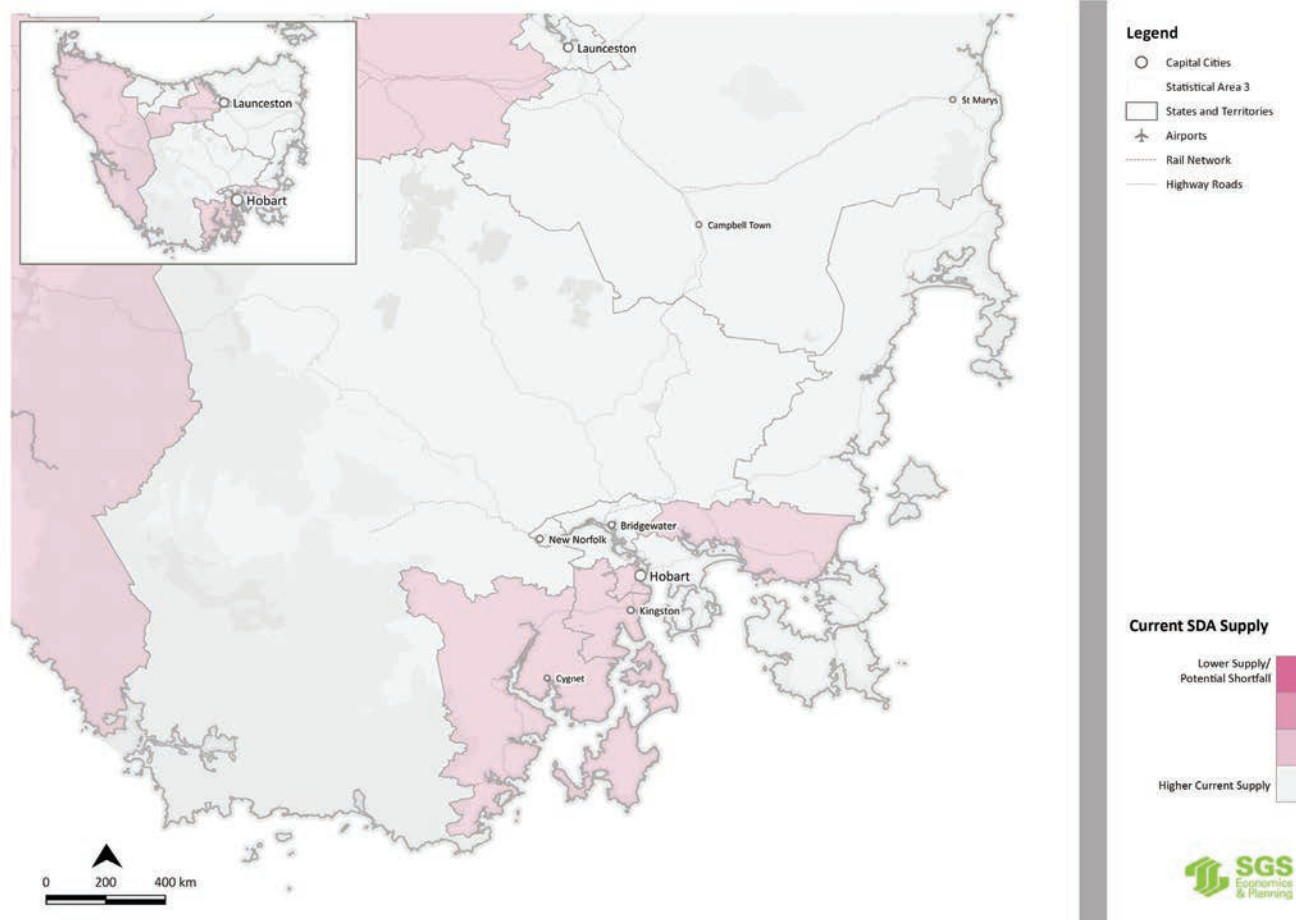 Launceston
St Marys
Launceston
Hobart
Campbell Town
Bridgewater
New Norfolk
Hobart
Kingston
Cygnet
0 200 400 km
Legend
Capital Cities
Statistical Area 3
States and Territories
Airports
Rail Network
Highway Roads
Current SDA Supply
Lower Supply/
Potential Shortfall
Higher Current Supply
SGS
Economics
& Planning